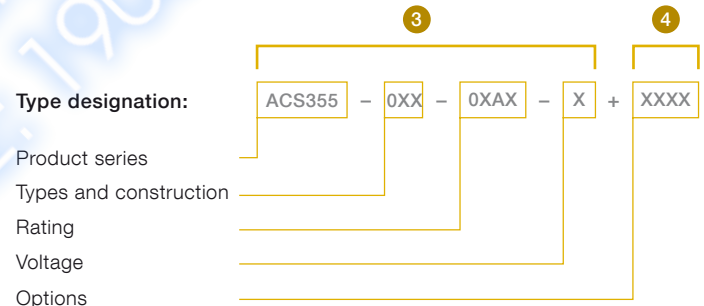 3 4
Type designation: ACS355 – 0XX – 0XAX – X + XXXX
Product series
Types and construction
Rating
Voltage
Options